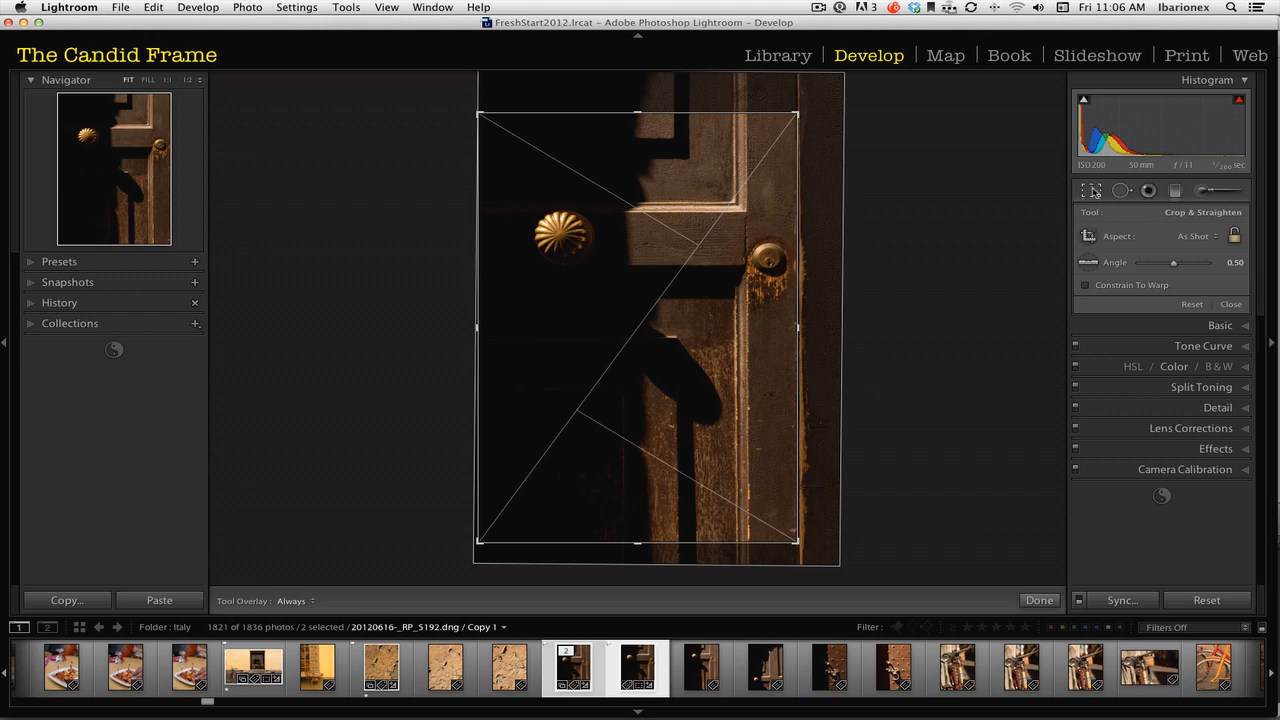 Lightroom File Edit Develop Photo Settings Tools View Window Help 3 Fri 11:06 AM Ibarionex
FreshStart2012.lrcat – Adobe Photoshop Lightroom – Develop
The Candid Frame Library Develop Map Book Slideshow Print Web
Navigator FIT FILL 1:1 1:2
Histogram
ISO 200 50 mm ƒ / 11 1/200 sec
Tool : Crop & Straighten
Aspect : As Shot
Angle 0.50
Constrain To Warp
Reset Close
Presets
Snapshots
History
Collections
Basic
Tone Curve
HSL / Color / B & W
Split Toning
Detail
Lens Corrections
Effects
Camera Calibration
Copy... Paste Tool Overlay : Always Done Sync... Reset
1 2 Folder : Italy 1821 of 1836 photos / 2 selected / 20120616-_RP_5192.dng / Copy 1 Filter : Filters Off
2